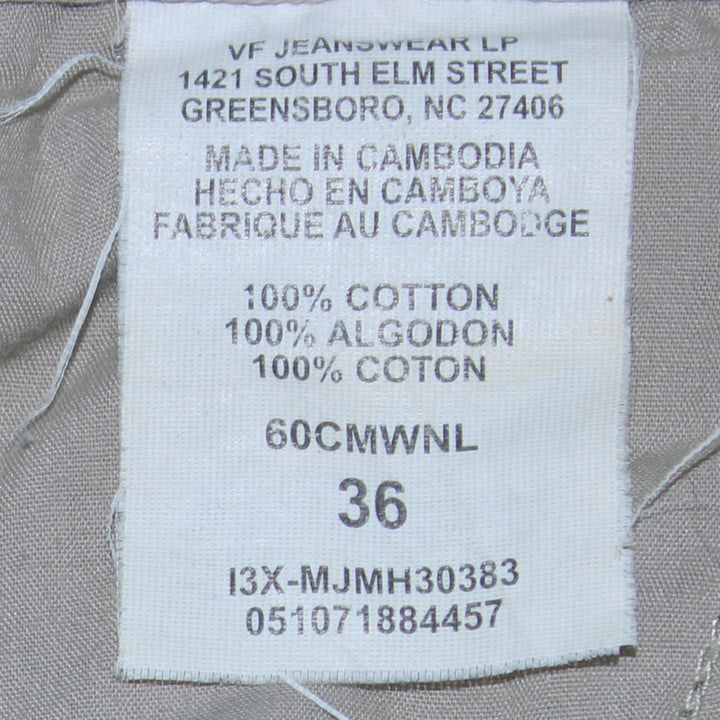 VF JEANSWEAR LP
1421 SOUTH ELM STREET
GREENSBORO, NC 27406
MADE IN CAMBODIA
HECHO EN CAMBOYA
FABRIQUE AU CAMBODGE
100% COTTON
100% ALGODON
100% COTON
60CMWNL
36
I3X-MJMH30383
051071884457